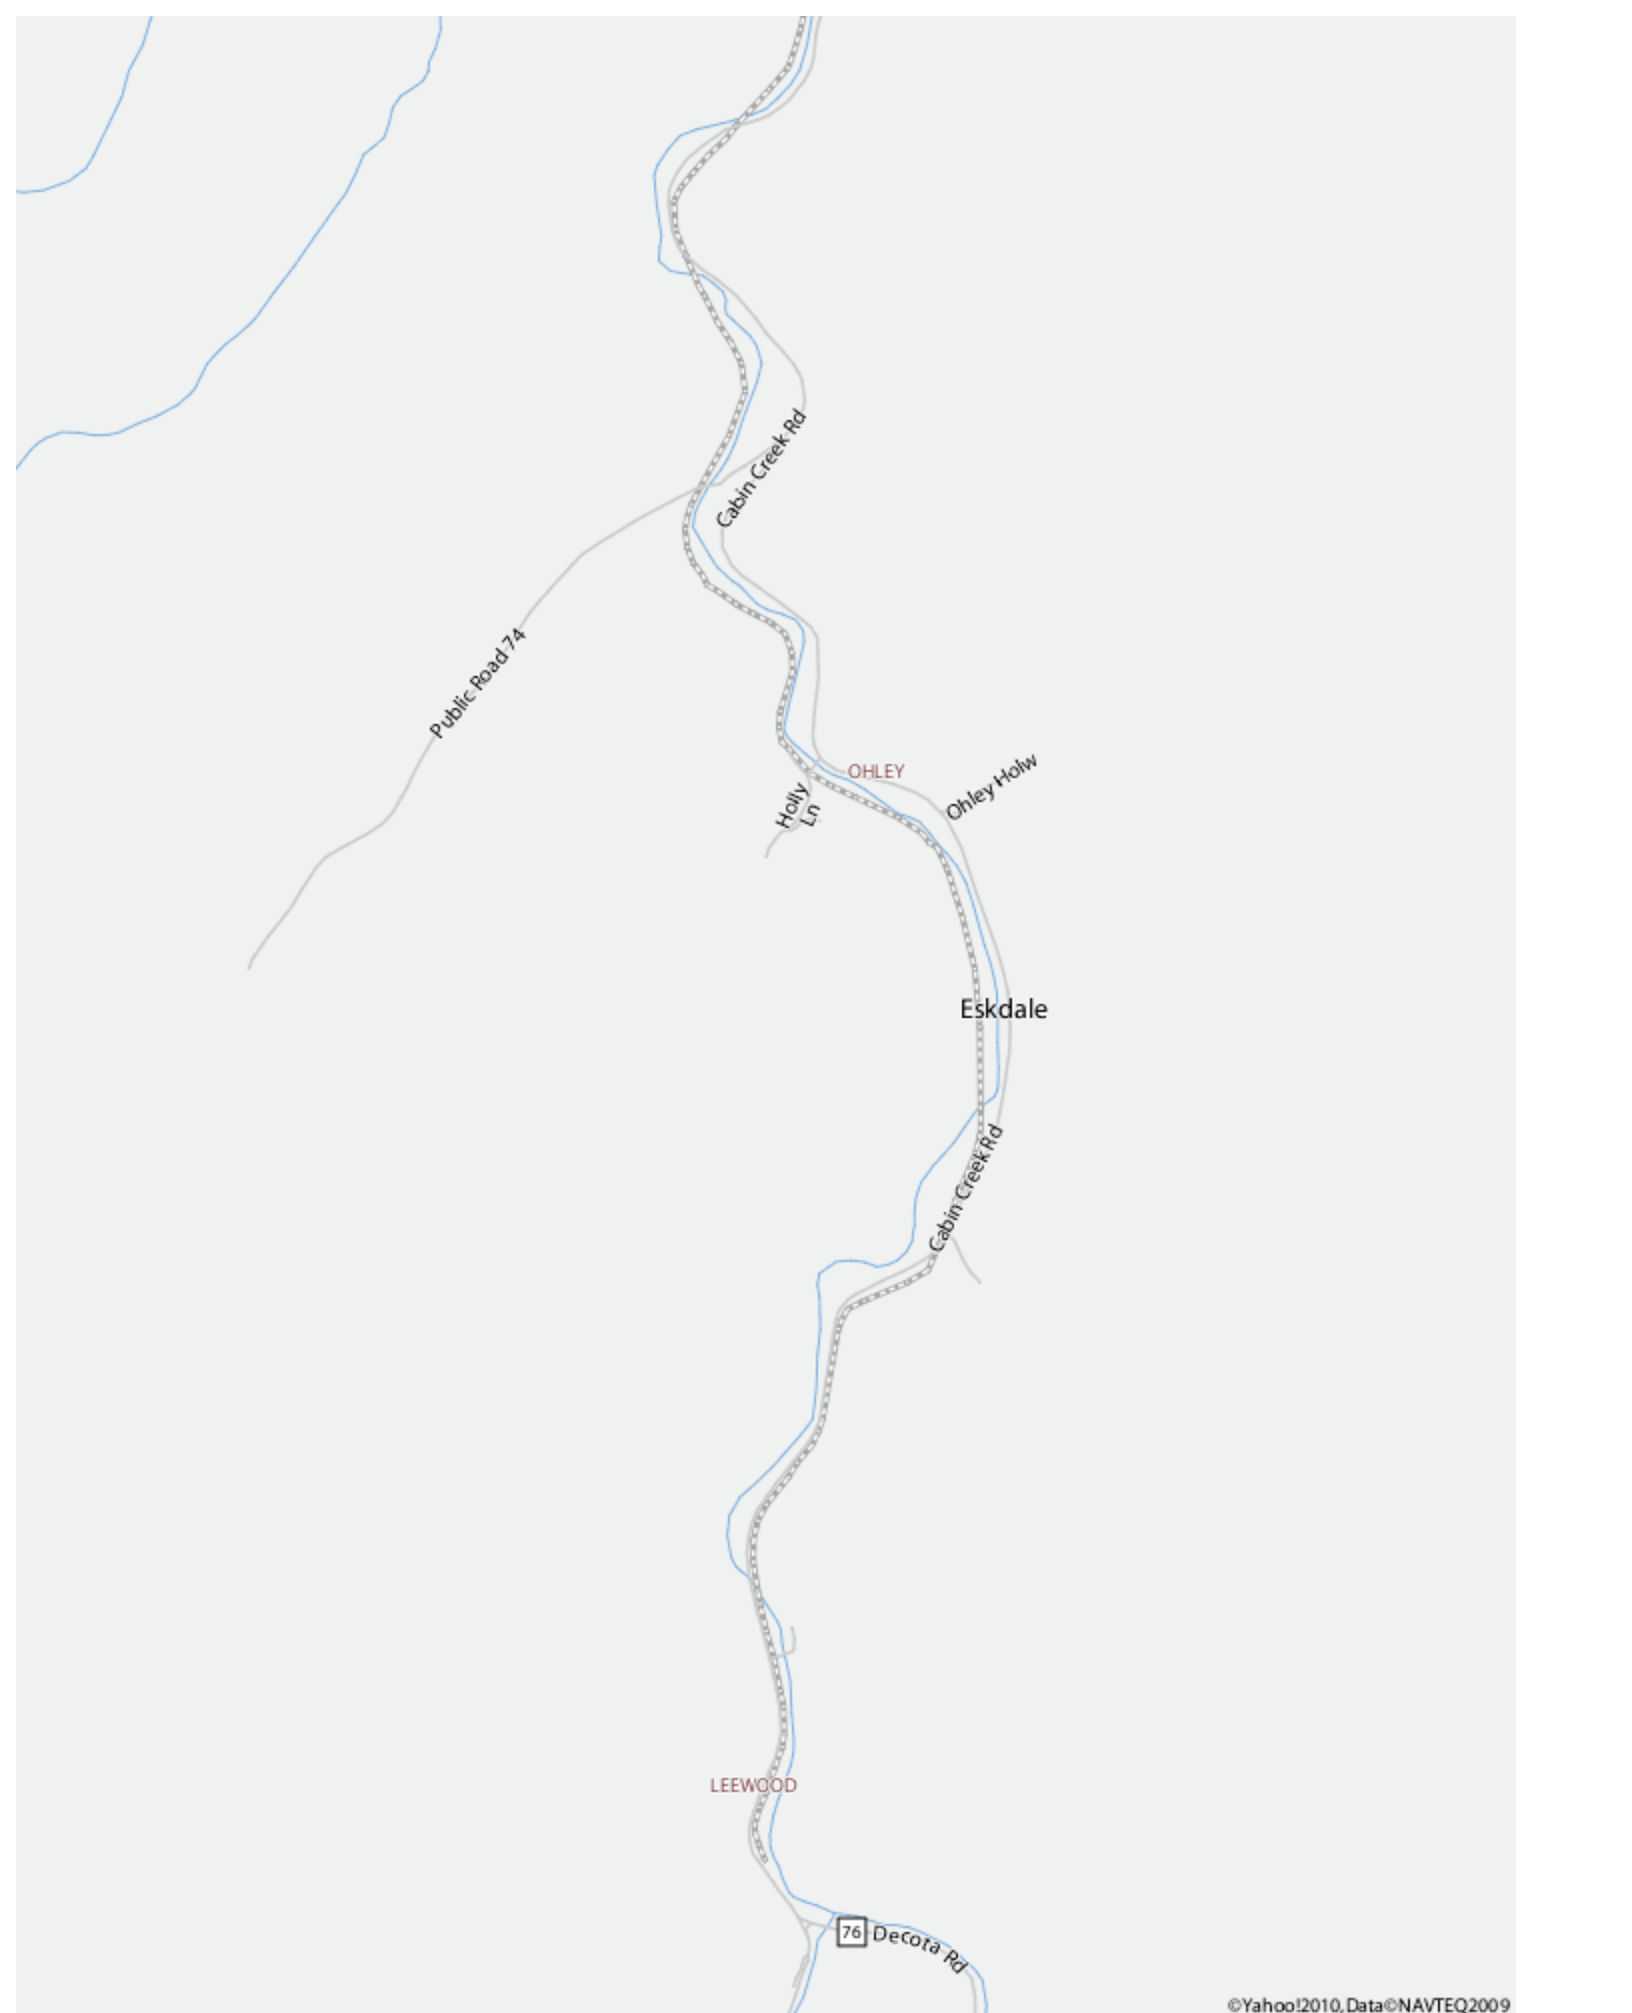 Cabin Creek Rd
Public Road 74
OHLEY
Ohley Holw
Holly
Ln
Eskdale
Cabin Creek Rd
LEEWOOD
76
Decota Rd
©Yahoo!2010,Data©NAVTEQ2009